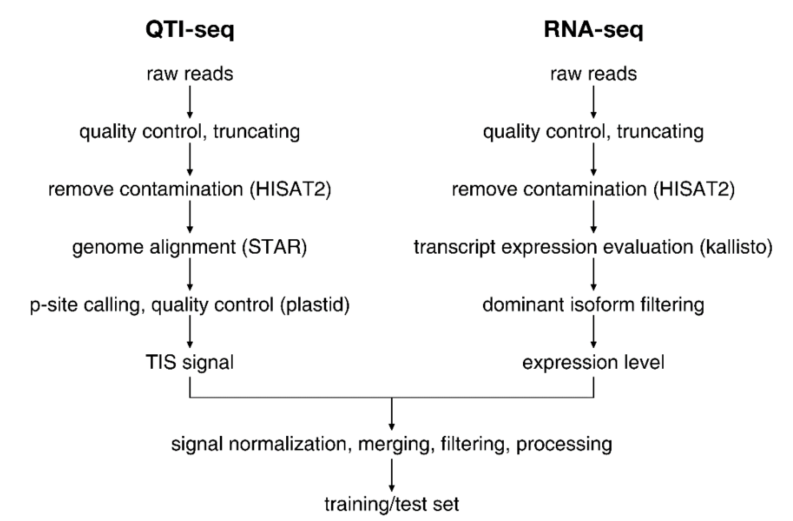 QTI-seq
raw reads
quality control, truncating
remove contamination (HISAT2)
genome alignment (STAR)
p-site calling, quality control (plastid)
TIS signal
RNA-seq
raw reads
quality control, truncating
remove contamination (HISAT2)
transcript expression evaluation (kallisto)
dominant isoform filtering
expression level
signal normalization, merging, filtering, processing
training/test set